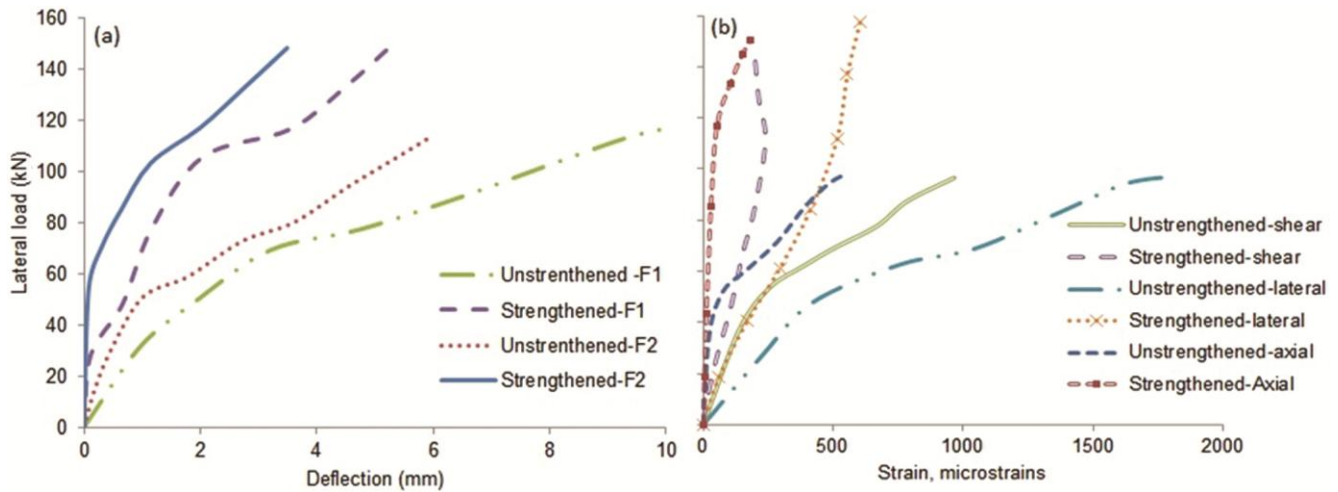 (a)
160
140
120
100
80
60
40
20
0
Lateral load (kN)
0 2 4 6 8 10
Deflection (mm)
Unstrenthened -F1
Strengthened-F1
Unstrenthened-F2
Strengthened-F2
(b)
Unstrengthened-shear
Strengthened-shear
Unstrengthened-lateral
Strengthened-lateral
Unstrengthened-axial
Strengthened-Axial
0 500 1000 1500 2000
Strain, microstrains